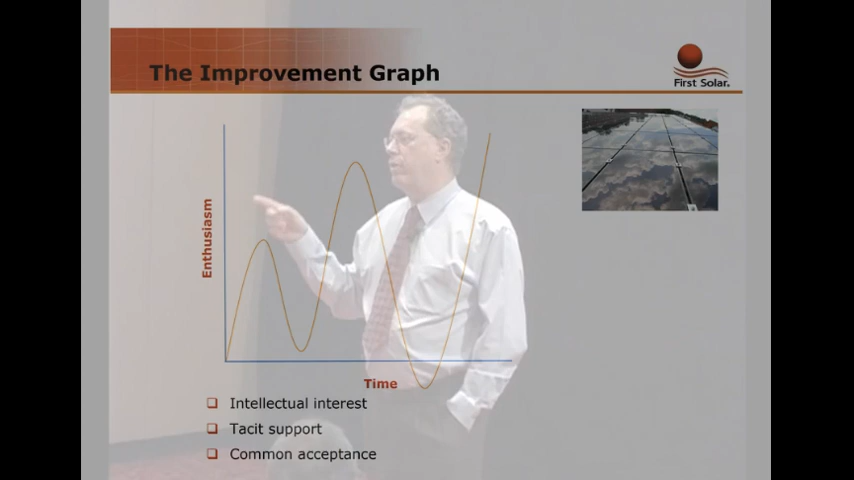 The Improvement Graph
First Solar.
Enthusiasm
Time
Intellectual interest
Tacit support
Common acceptance